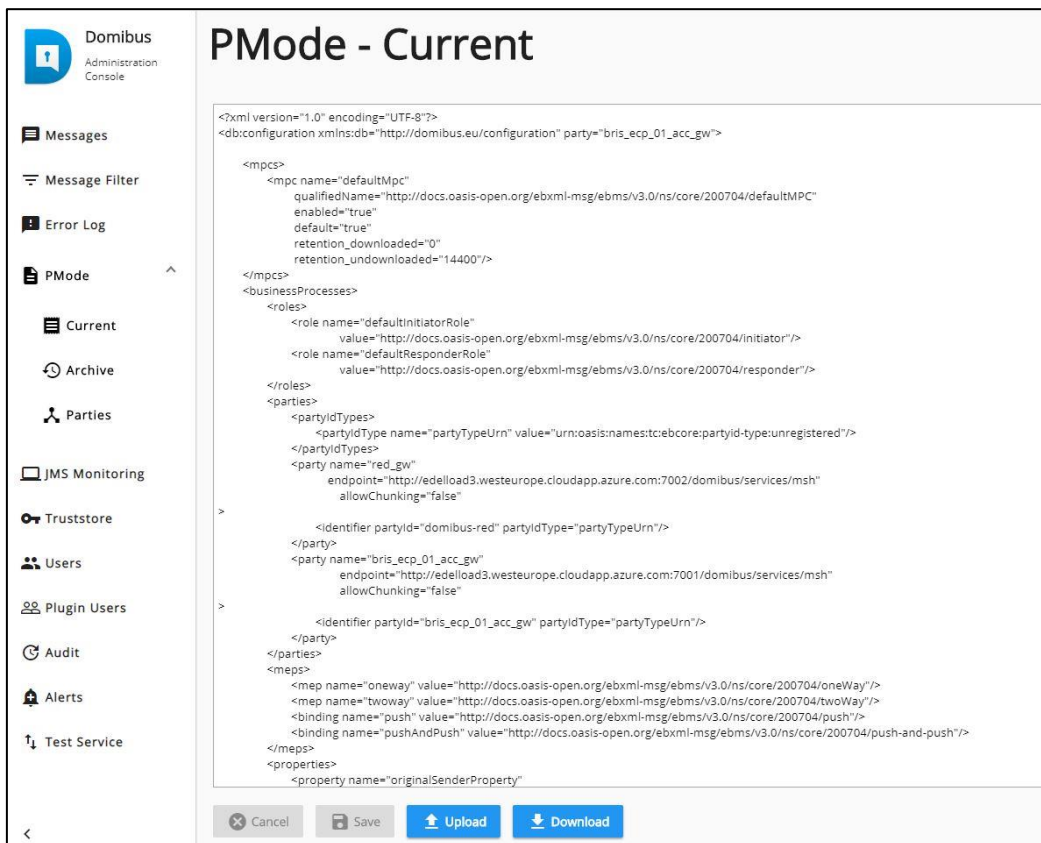 Domibus
Administration
Console
Messages
Message Filter
Error Log
PMode
Current
Archive
Parties
JMS Monitoring
Truststore
Users
Plugin Users
Audit
Alerts
Test Service
PMode - Current
<?xml version="1.0" encoding="UTF-8"?>
<db:configuration xmlns:db="http://domibus.eu/configuration" party="bris_ecp_01_acc_gw">
<mpcs>
<mpc name="defaultMpc"
qualifiedName="http://docs.oasis-open.org/ebxml-msg/ebms/v3.0/ns/core/200704/defaultMPC"
enabled="true"
default="true"
retention_downloaded="0"
retention_undownloaded="14400"/>
</mpcs>
<businessProcesses>
<roles>
<role name="defaultInitiatorRole"
value="http://docs.oasis-open.org/ebxml-msg/ebms/v3.0/ns/core/200704/initiator"/>
<role name="defaultResponderRole"
value="http://docs.oasis-open.org/ebxml-msg/ebms/v3.0/ns/core/200704/responder"/>
</roles>
<parties>
<partyIdTypes>
<partyIdType name="partyTypeUrn" value="urn:oasis:names:tc:ebcore:partyid-type:unregistered"/>
</partyIdTypes>
<party name="red_gw"
endpoint="http://edelload3.westeurope.cloudapp.azure.com:7002/domibus/services/msh"
allowChunking="false"
>
<identifier partyId="domibus-red" partyIdType="partyTypeUrn"/>
</party>
<party name="bris_ecp_01_acc_gw"
endpoint="http://edelload3.westeurope.cloudapp.azure.com:7001/domibus/services/msh"
allowChunking="false"
>
<identifier partyId="bris_ecp_01_acc_gw" partyIdType="partyTypeUrn"/>
</party>
</parties>
<meps>
<mep name="oneway" value="http://docs.oasis-open.org/ebxml-msg/ebms/v3.0/ns/core/200704/oneWay"/>
<mep name="twoway" value="http://docs.oasis-open.org/ebxml-msg/ebms/v3.0/ns/core/200704/twoWay"/>
<binding name="push" value="http://docs.oasis-open.org/ebxml-msg/ebms/v3.0/ns/core/200704/push"/>
<binding name="pushAndPush" value="http://docs.oasis-open.org/ebxml-msg/ebms/v3.0/ns/core/200704/push-and-push"/>
</meps>
<properties>
<property name="originalSenderProperty"
Cancel
Save
Upload
Download